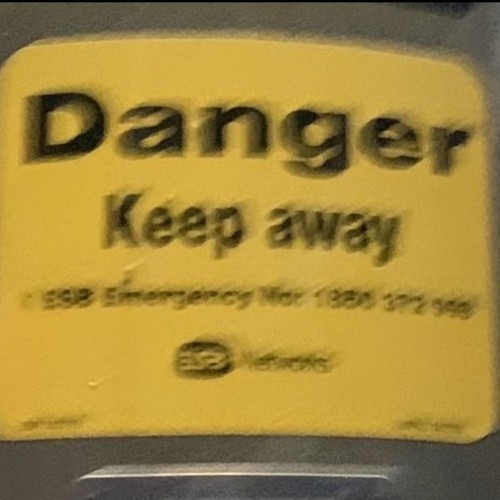 Danger
Keep away
ESB Emergency No: 1850 372 999
ESB Networks